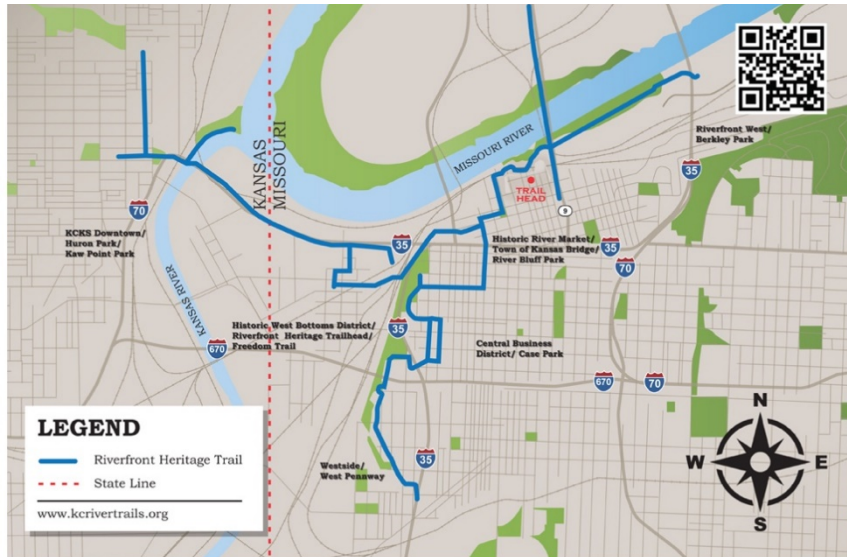 KANSAS
MISSOURI
MISSOURI RIVER
Riverfront West/
Berkley Park
35
TRAIL
HEAD
9
70
KCKS Downtown/
Huron Park/
Kaw Point Park
35
Historic River Market/
Town of Kansas Bridge/
River Bluff Park
35
70
KANSAS RIVER
Historic West Bottoms District/
Riverfront Heritage Trailhead/
Freedom Trail
670
35
Central Business
District/ Case Park
670
70
Westside/
West Pennway
35
LEGEND
Riverfront Heritage Trail
State Line
www.kcrivertrails.org
N
W
E
S